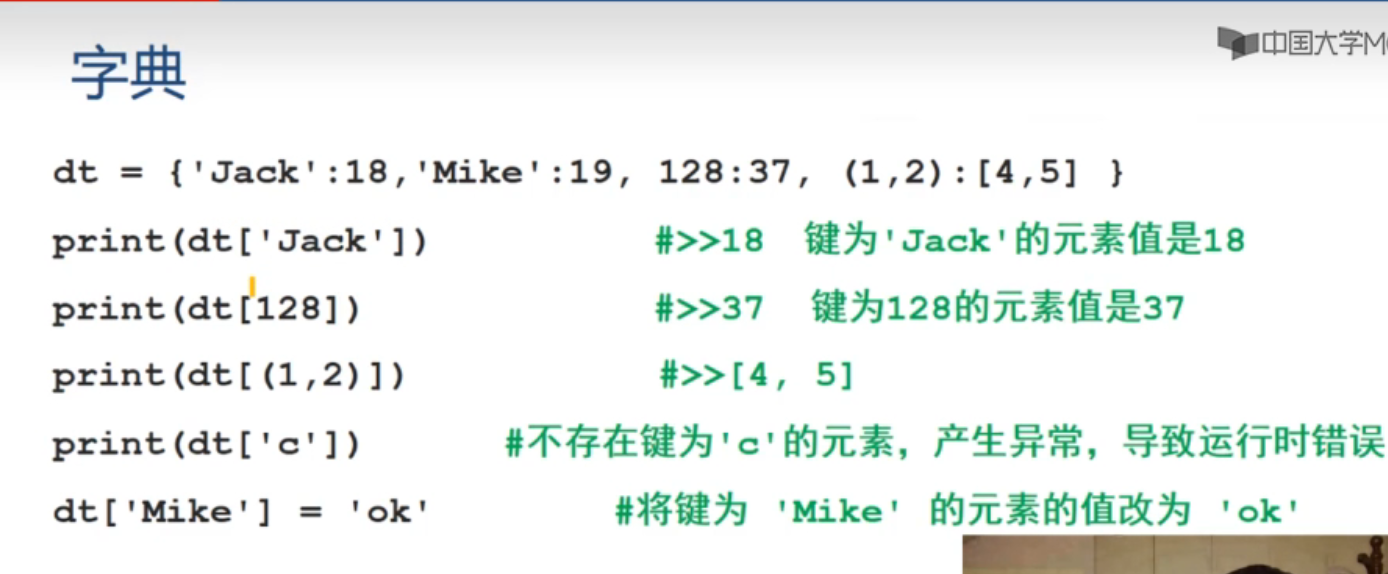 中国大学M
字典
dt = {'Jack':18,'Mike':19, 128:37, (1,2):[4,5] }
print(dt['Jack']) #>>18 键为'Jack'的元素值是18
print(dt[128]) #>>37 键为128的元素值是37
print(dt[(1,2)]) #>>[4, 5]
print(dt['c']) #不存在键为'c'的元素，产生异常，导致运行时错误
dt['Mike'] = 'ok' #将键为 'Mike' 的元素的值改为 'ok'